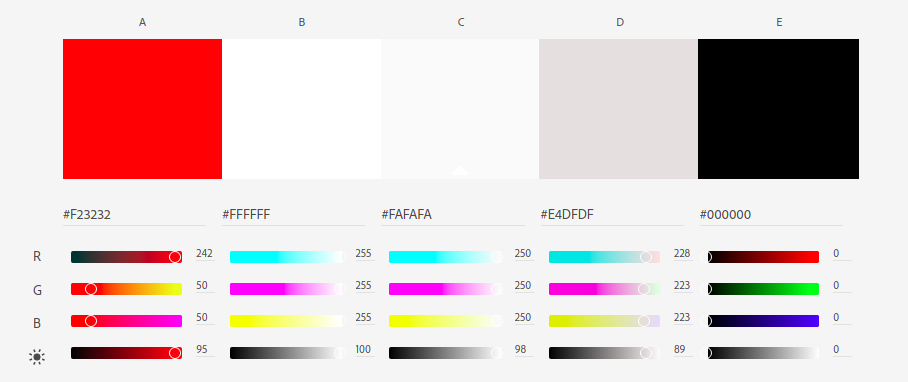 A B C D E
#F23232 #FFFFFF #FAFAFA #E4DFDF #000000
R 242 255 250 228 0
G 50 255 250 223 0
B 50 255 250 223 0
95 100 98 89 0